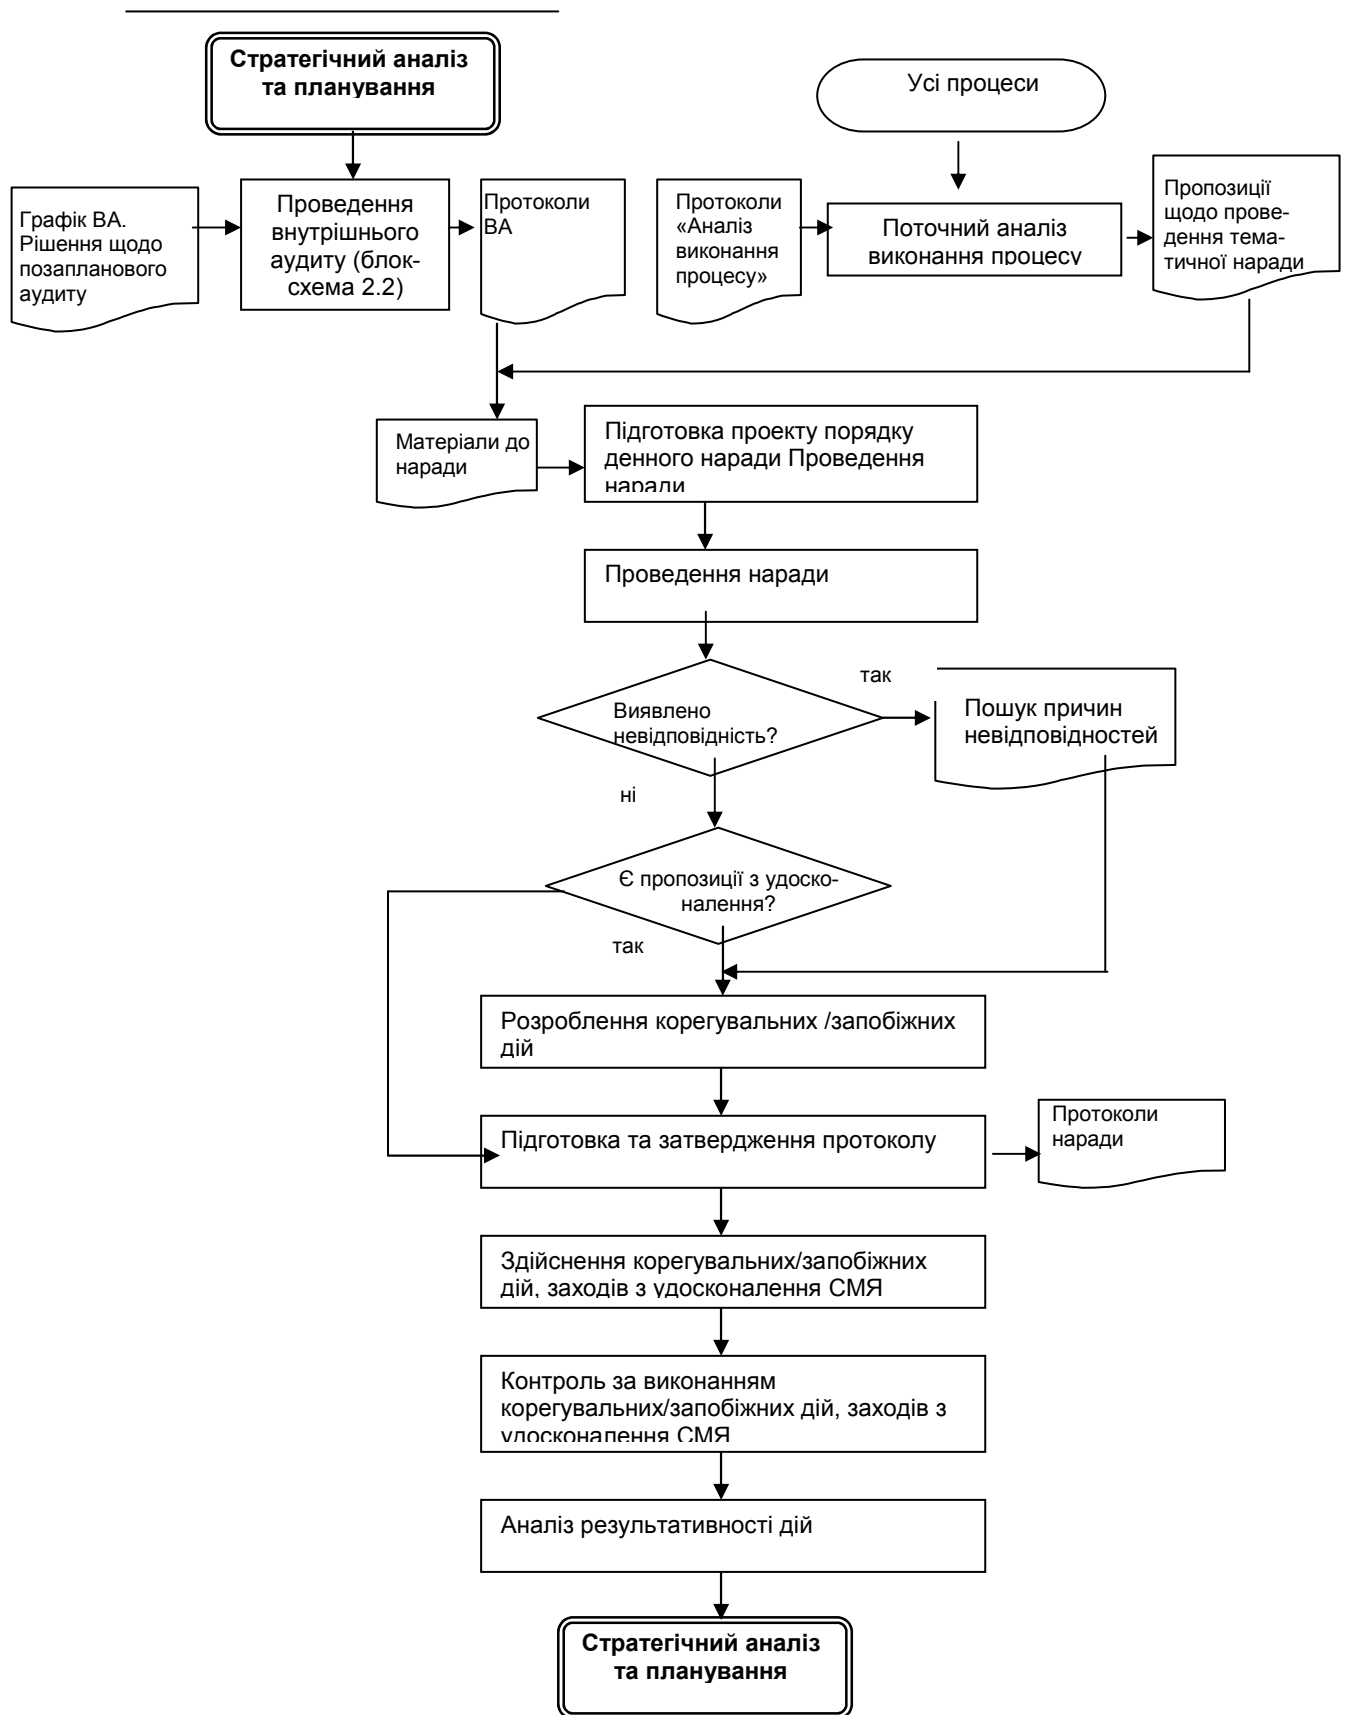 Стратегічний аналіз
та планування
Усі процеси
Графік ВА.
Рішення щодо
позапланового
аудиту
Проведення
внутрішнього
аудиту (блок-
схема 2.2)
Протоколи
ВА
Протоколи
«Аналіз
виконання
процесу»
Поточний аналіз
виконання процесу
Пропозиції
щодо прове-
дення тема-
тичної наради
Матеріали до
наради
Підготовка проекту порядку
денного наради Проведення
наради
Проведення наради
Виявлено
невідповідність?
так
Пошук причин
невідповідностей
ні
Є пропозиції з удоско-
налення?
так
Розроблення корегувальних /запобіжних
дій
Підготовка та затвердження протоколу
Протоколи
наради
Здійснення корегувальних/запобіжних
дій, заходів з удосконалення СМЯ
Контроль за виконанням
корегувальних/запобіжних дій, заходів з
удосконалення СМЯ
Аналіз результативності дій
Стратегічний аналіз
та планування